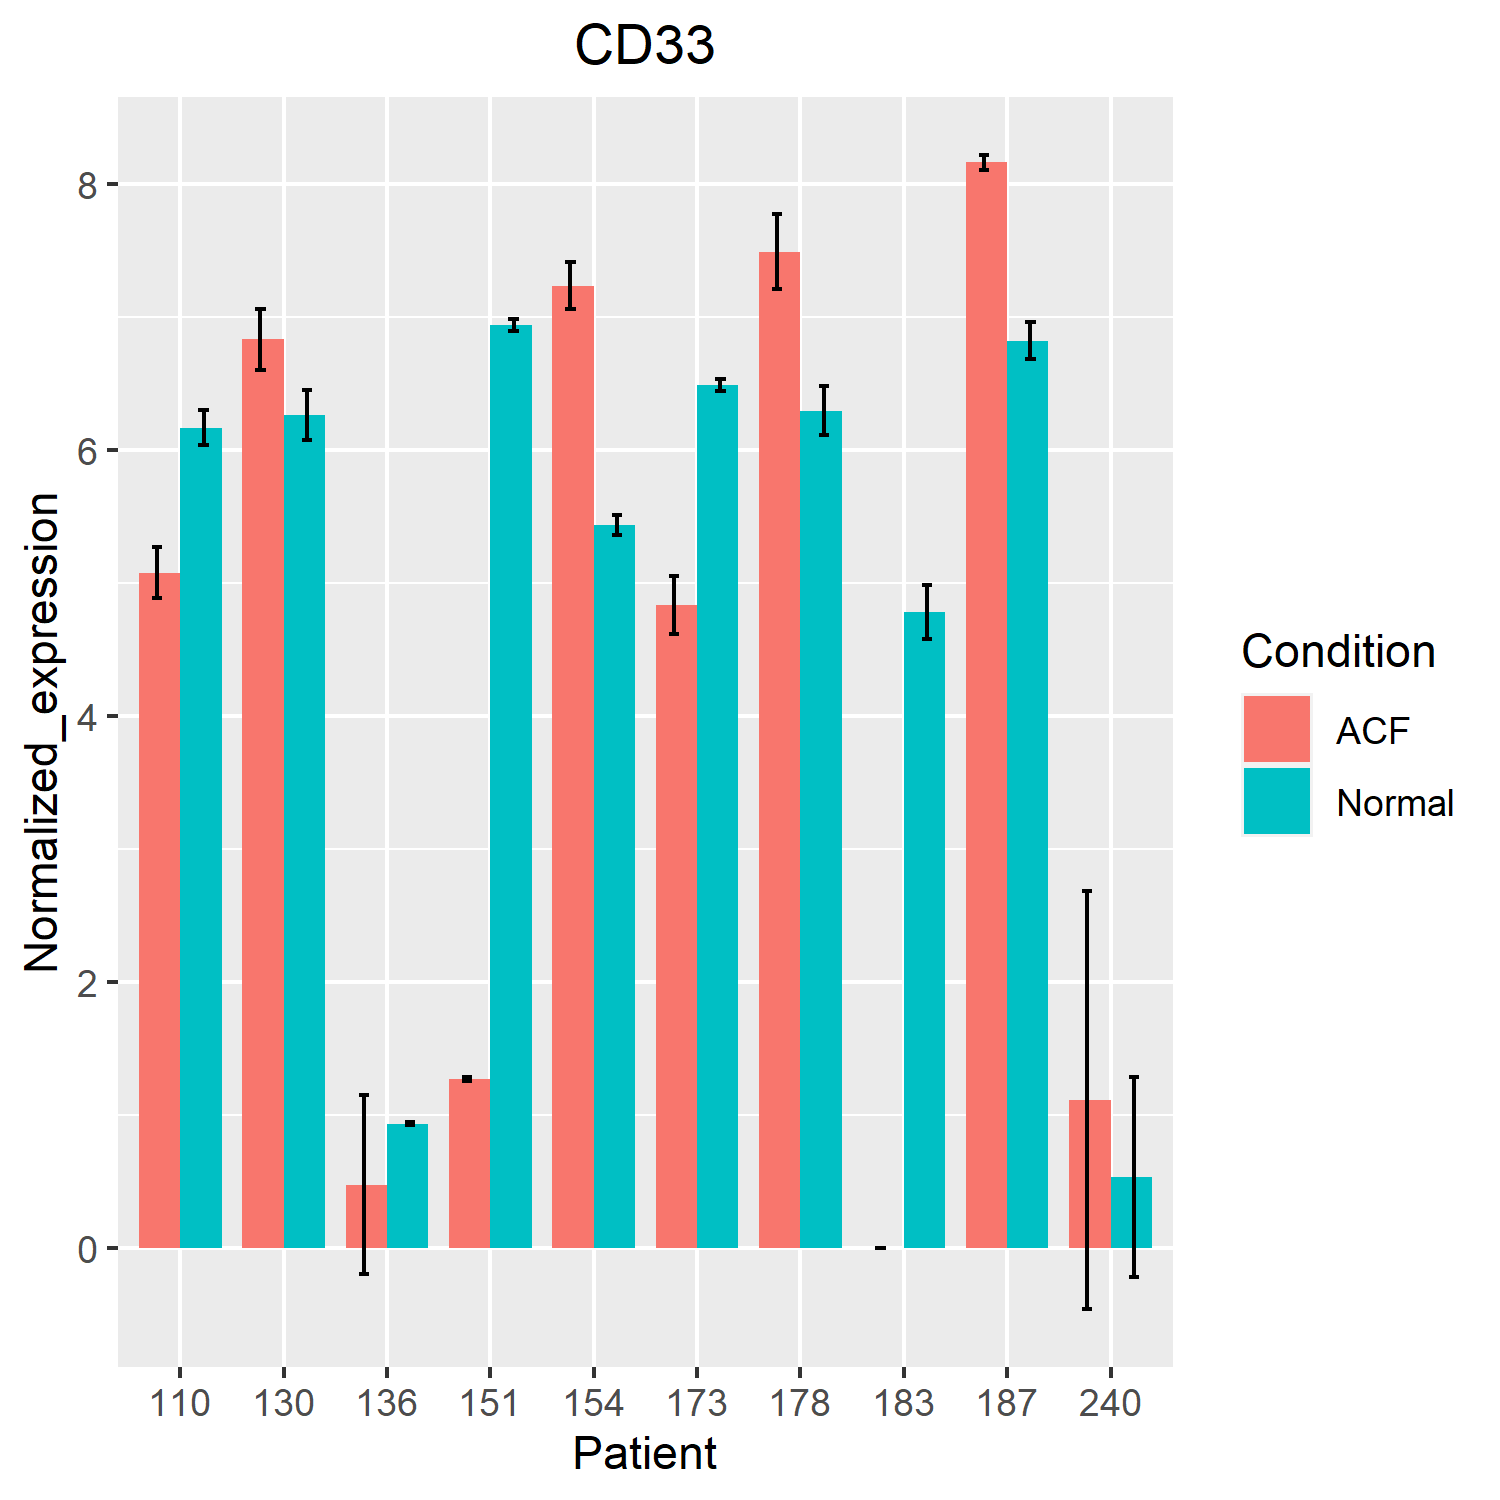 CD33
Normalized_expression
8
6
4
2
0
110 130 136 151 154 173 178 183 187 240
Patient
Condition
ACF
Normal